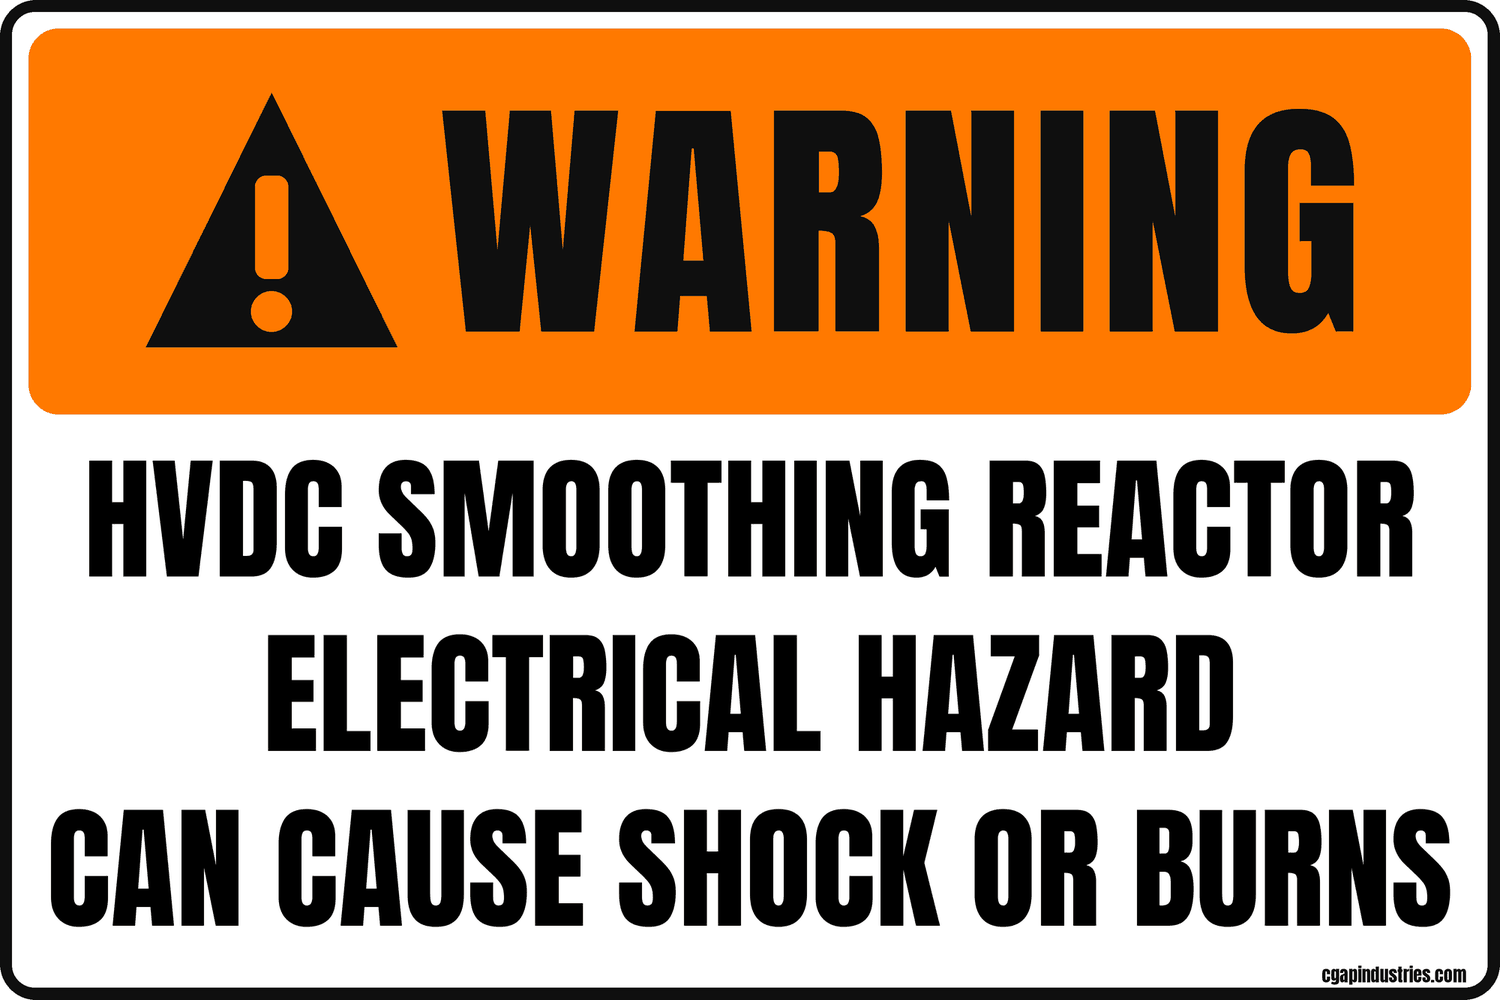 WARNING
HVDC SMOOTHING REACTOR
ELECTRICAL HAZARD
CAN CAUSE SHOCK OR BURNS
cgapindustries.com